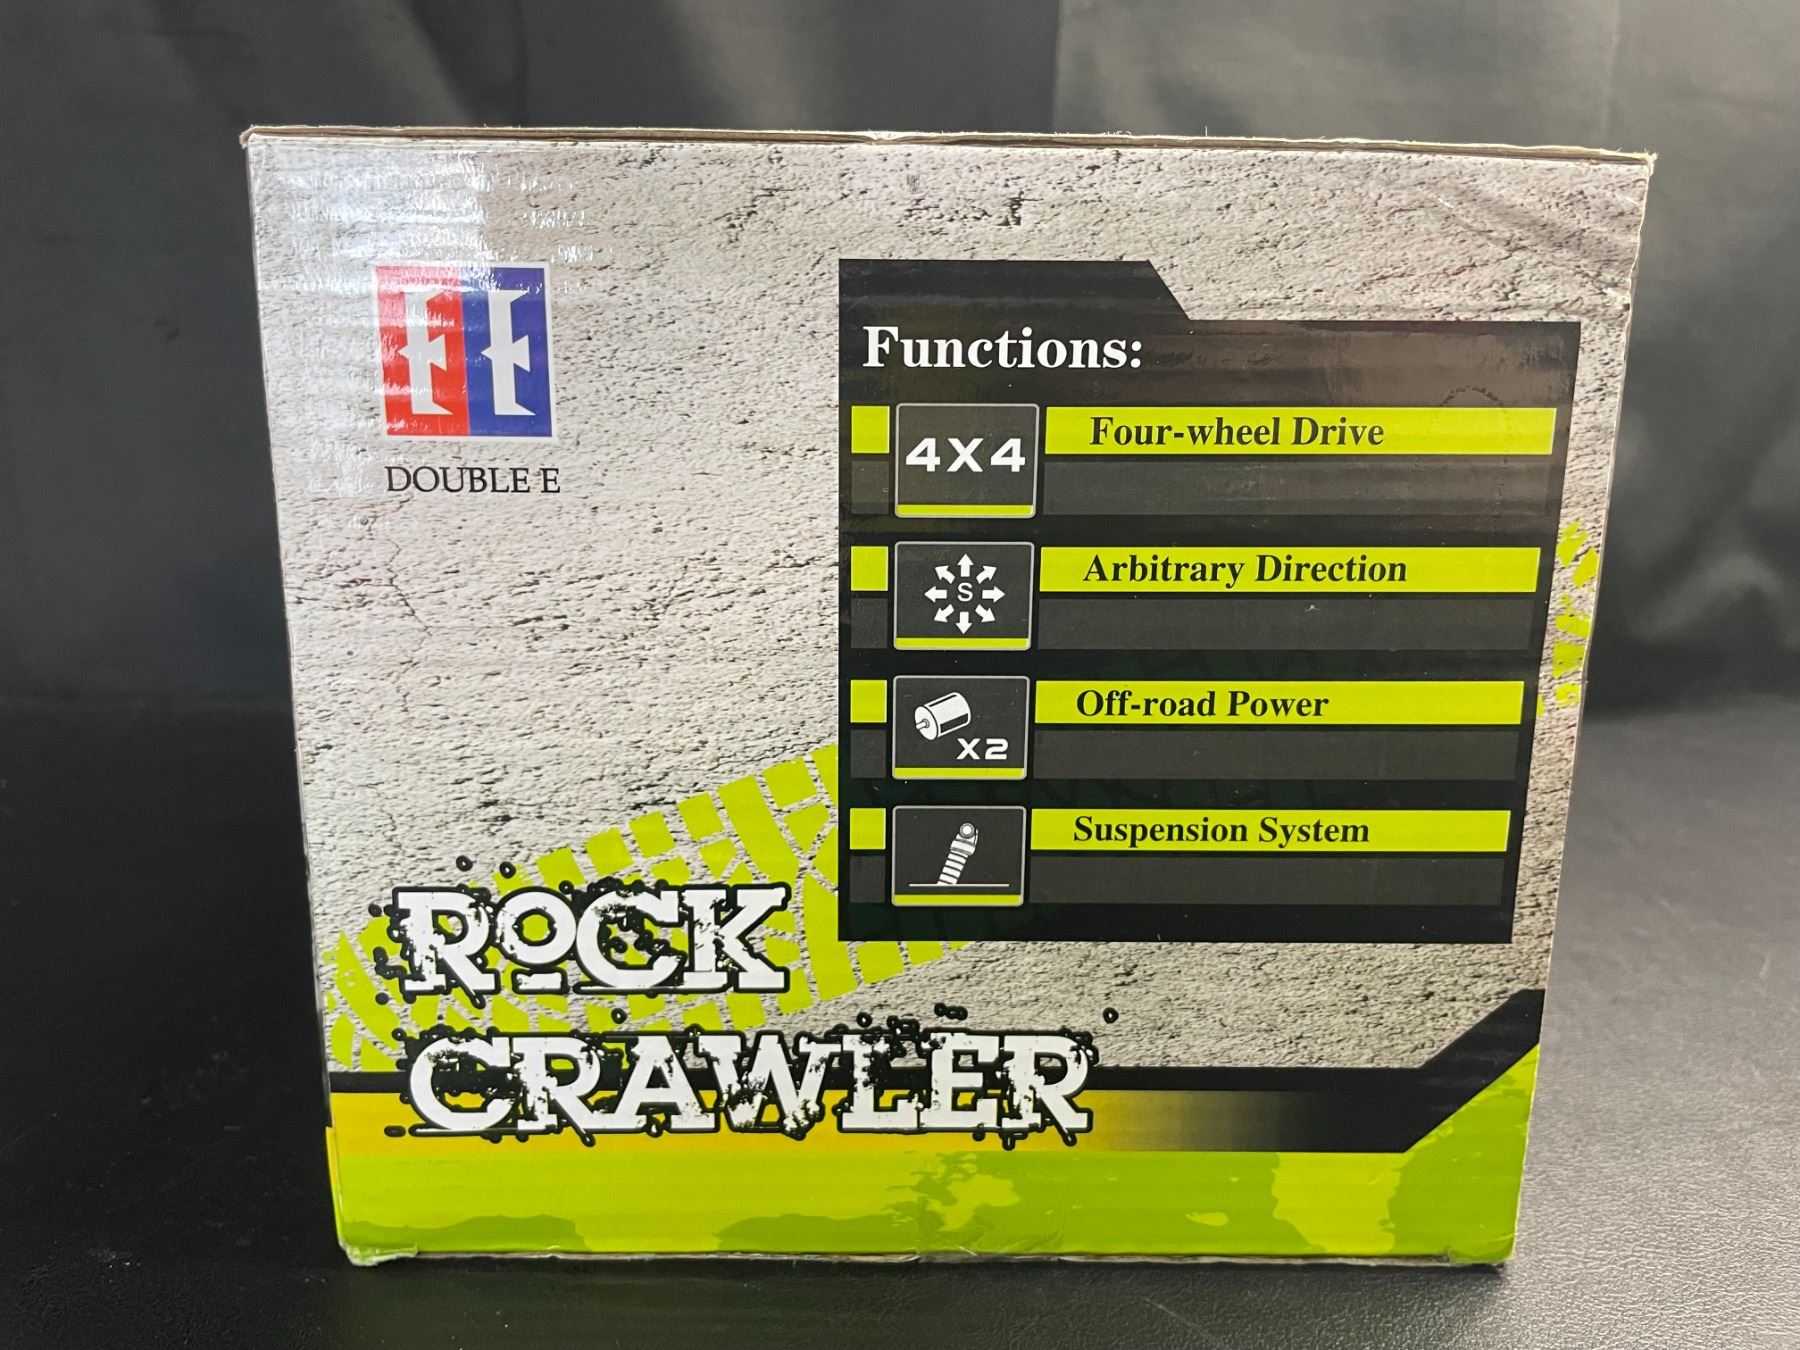 DOUBLE E
Functions:
4X4
Four-wheel Drive
S
Arbitrary Direction
X2
Off-road Power
Suspension System
ROCK
CRAWLER